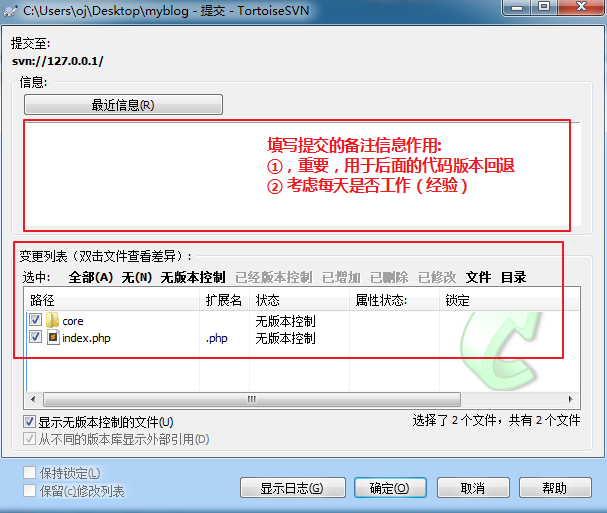 C:\Users\oj\Desktop\myblog - 提交 - TortoiseSVN
提交至:
svn://127.0.0.1/
信息:
最近信息(R)
填写提交的备注信息作用:
①，重要，用于后面的代码版本回退
② 考虑每天是否工作（经验）
变更列表（双击文件查看差异）:
选中: 全部(A) 无(N) 无版本控制 已经版本控制 已增加 已删除 已修改 文件 目录
路径 扩展名 状态 属性状态: 锁定
core 无版本控制
index.php .php 无版本控制
显示无版本控制的文件(U)
选择了 2 个文件，共有 2 个文件
从不同的版本库显示外部引用(D)
保持锁定(L)
保留(c)修改列表
显示日志(G) 确定(O) 取消 帮助